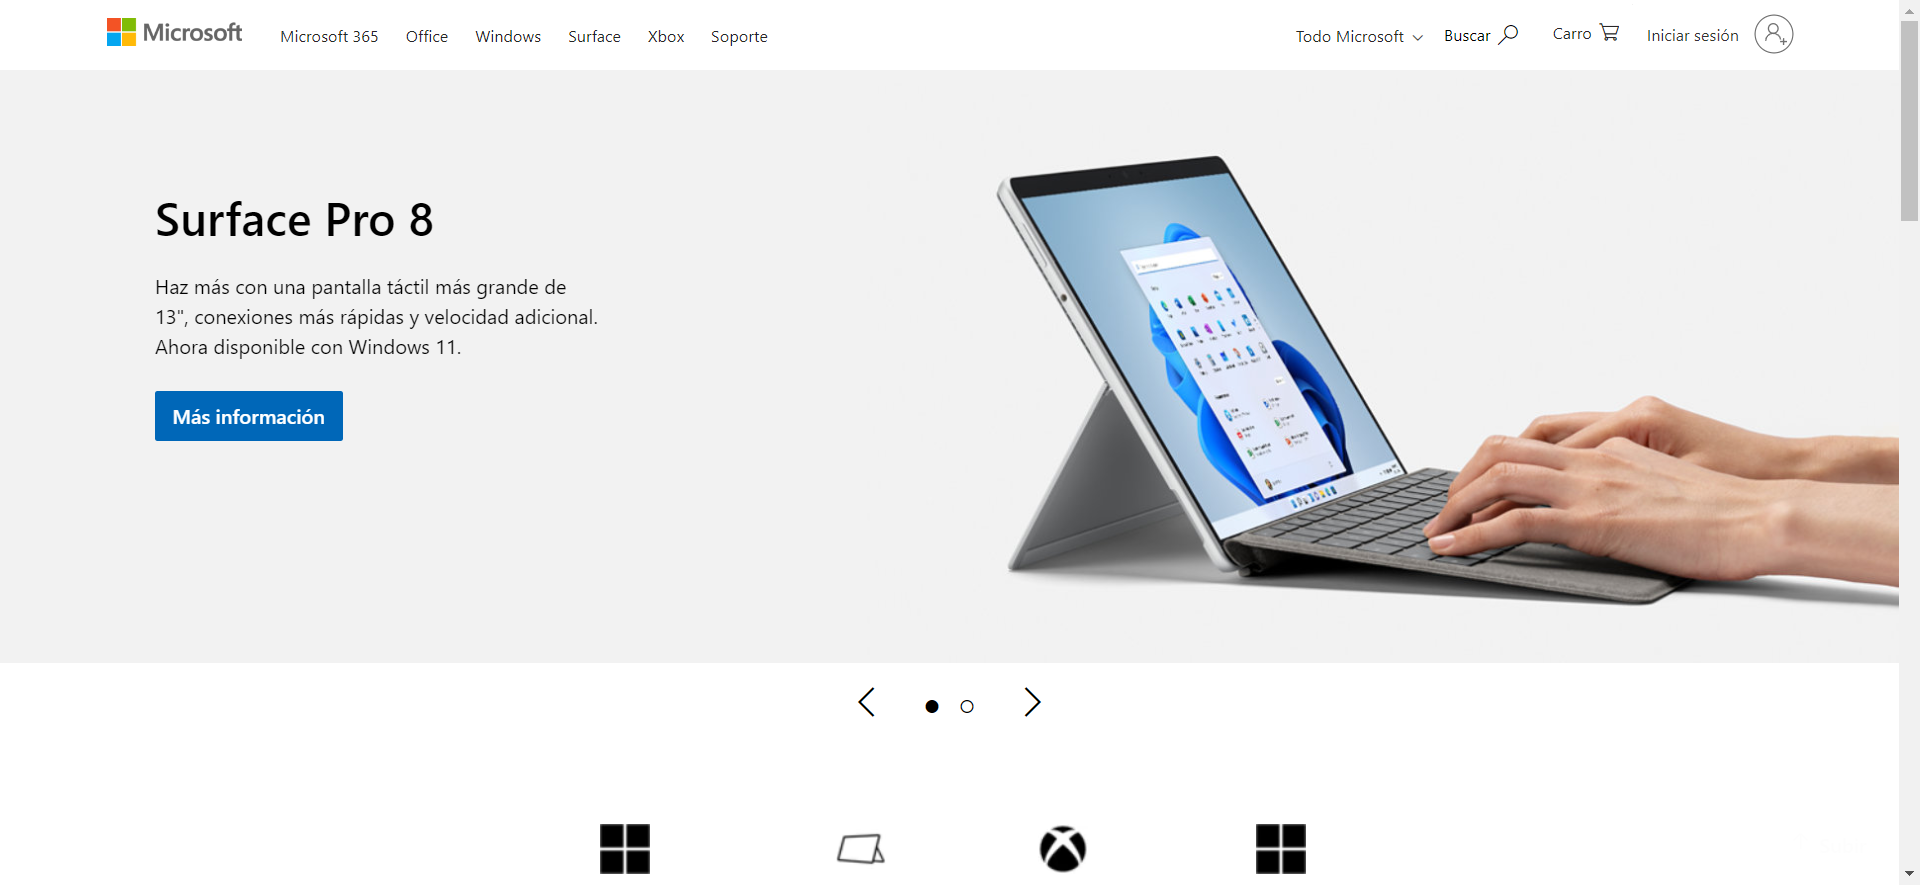 Microsoft
Microsoft 365
Office
Windows
Surface
Xbox
Soporte
Todo Microsoft
Buscar
Carro
Iniciar sesión
Surface Pro 8
Haz más con una pantalla táctil más grande de
13", conexiones más rápidas y velocidad adicional.
Ahora disponible con Windows 11.
Más información